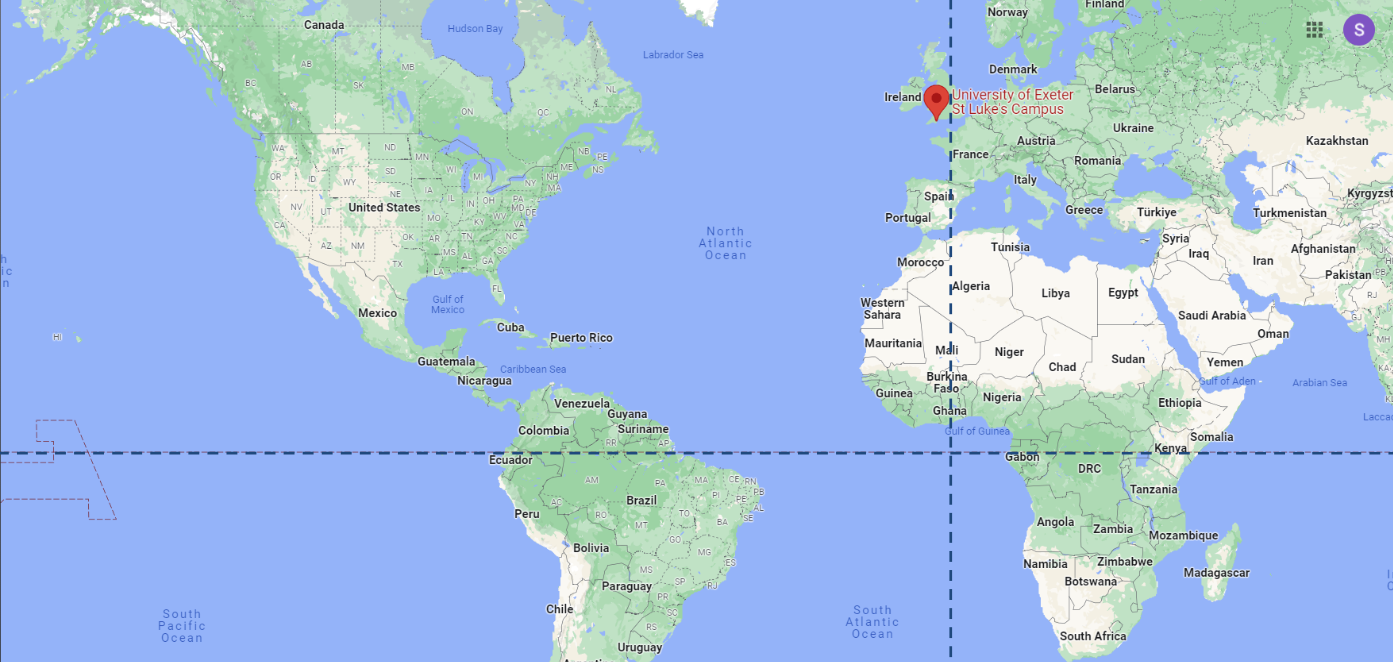 Canada
Hudson Bay
Labrador Sea
Norway
Finland
S
BC
AB
SK
MB
ON
QC
NL
Denmark
Ireland
University of Exeter
St Luke's Campus
Belarus
Ukraine
Kazakhstan
Austria
France
Romania
Italy
WA
MT
ND
MN
OR
ID
WY
SD
WI
MI
NB
PE
NS
ME
NH
MA
NY
NV
UT
NE
IA
IL
IN
OH
PA
MD
DE
United States
MO
KY
WV
VA
CA
AZ
NM
OK
AR
TN
NC
MS
AL
SC
GA
TX
LA
FL
Spain
Portugal
Greece
Türkiye
Turkmenistan
Kyrgyzst
North
Atlantic
Ocean
h
ic
n
Tunisia
Syria
Iraq
Iran
Afghanistan
Pakistan
Morocco
Algeria
Libya
Egypt
Western
Sahara
Saudi Arabia
RJ
GJ
Oman
Gulf of
Mexico
Mexico
Cuba
Puerto Rico
HI
Mauritania
Mali
Niger
Chad
Sudan
Yemen
MH
Guatemala
Caribbean Sea
Nicaragua
Burkina
Faso
Guinea
Nigeria
Ghana
Gulf of Aden
Arabian Sea
KA
Ethiopia
Venezuela
Guyana
Colombia
Suriname
Laccad
Gulf of Guinea
Somalia
RR
AP
Ecuador
Gabon
Kenya
DRC
AM
PA
MA
CE
RN
PB
PI
PE
AL
SE
AC
Brazil
Tanzania
Peru
RO
TO
MT
BA
Angola
Zambia
Mozambique
GO
Bolivia
MG
ES
Namibia
Zimbabwe
Madagascar
MS
SP
RJ
Botswana
Paraguay
PR
SC
Chile
South
Pacific
Ocean
South
Atlantic
Ocean
RS
South Africa
Uruguay